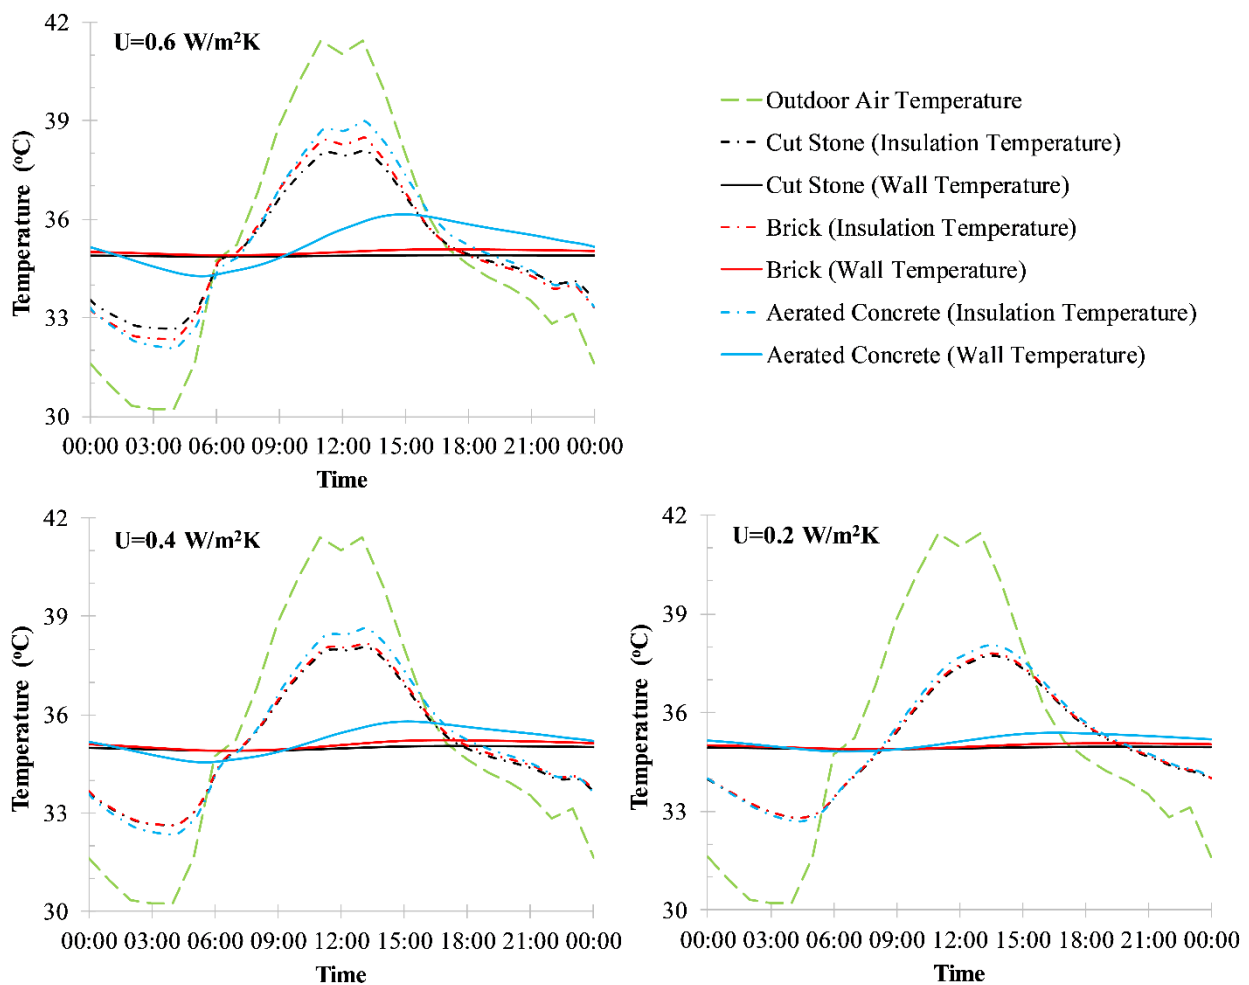 U=0.6 W/m²K
42
39
36
33
30
Temperature (ᵒC)
00:00 03:00 06:00 09:00 12:00 15:00 18:00 21:00 00:00
Time
Outdoor Air Temperature
Cut Stone (Insulation Temperature)
Cut Stone (Wall Temperature)
Brick (Insulation Temperature)
Brick (Wall Temperature)
Aerated Concrete (Insulation Temperature)
Aerated Concrete (Wall Temperature)
U=0.4 W/m²K
42
39
36
33
30
Temperature (ᵒC)
00:00 03:00 06:00 09:00 12:00 15:00 18:00 21:00 00:00
Time
U=0.2 W/m²K
42
39
36
33
30
Temperature (ᵒC)
00:00 03:00 06:00 09:00 12:00 15:00 18:00 21:00 00:00
Time